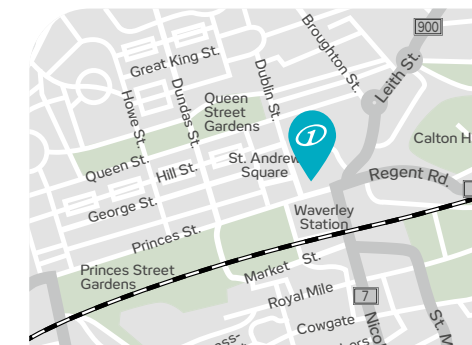 900
Broughton St.
Great King St.
Leith St.
Dublin St.
Dundas St.
Howe St.
Queen
Street
Gardens
Calton H
Queen St.
Hill St.
St. Andrew
Square
Regent Rd.
George St.
Waverley
Station
Princes St.
Market St.
Princes Street
Gardens
Royal Mile
7
Cowgate